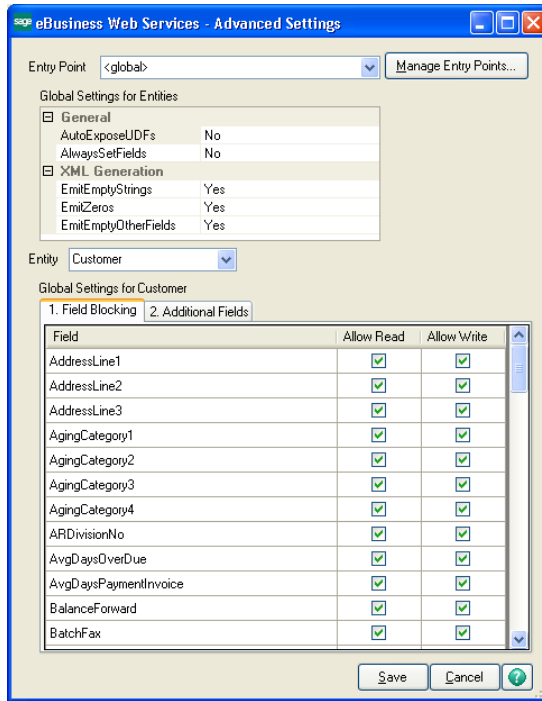 sage eBusiness Web Services - Advanced Settings
Entry Point <global> Manage Entry Points...
Global Settings for Entities
General
AutoExposeUDFs No
AlwaysSetFields No
XML Generation
EmitEmptyStrings Yes
EmitZeros Yes
EmitEmptyOtherFields Yes
Entity Customer
Global Settings for Customer
1. Field Blocking 2. Additional Fields
Field Allow Read Allow Write
AddressLine1
AddressLine2
AddressLine3
AgingCategory1
AgingCategory2
AgingCategory3
AgingCategory4
ARDivisionNo
AvgDaysOverDue
AvgDaysPaymentInvoice
BalanceForward
BatchFax
Save Cancel ?